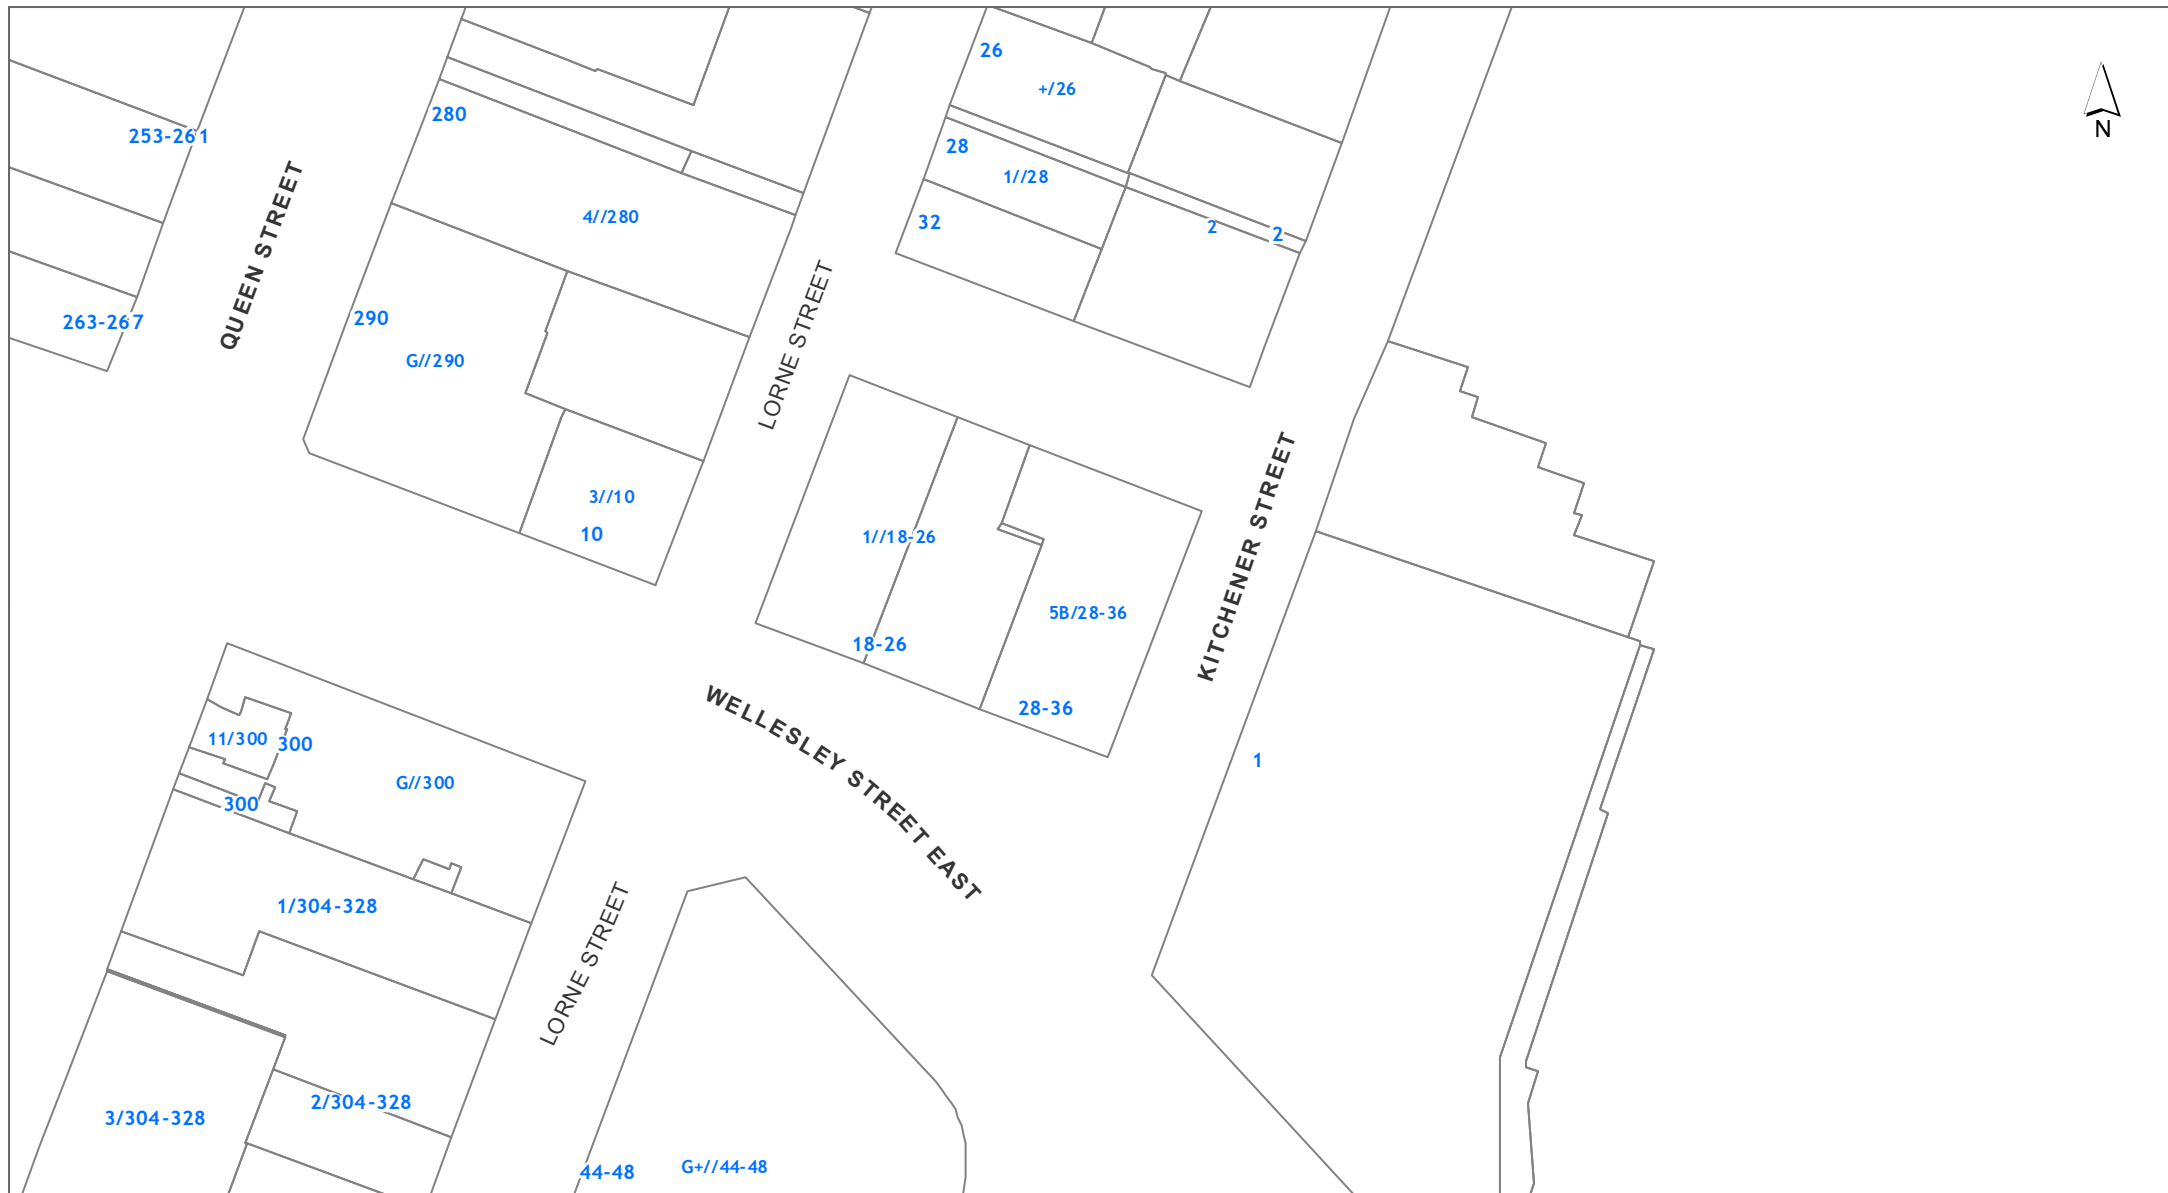 26
+/26
280
N
253-261
28
1//28
4//280
32
2
2
QUEEN STREET
290
263-267
LORNE STREET
G//290
3//10
10
1//18-26
KITCHENER STREET
5B/28-36
18-26
28-36
WELLESLEY STREET EAST
11/300
300
1
G//300
300
1/304-328
LORNE STREET
2/304-328
3/304-328
44-48
G+//44-48